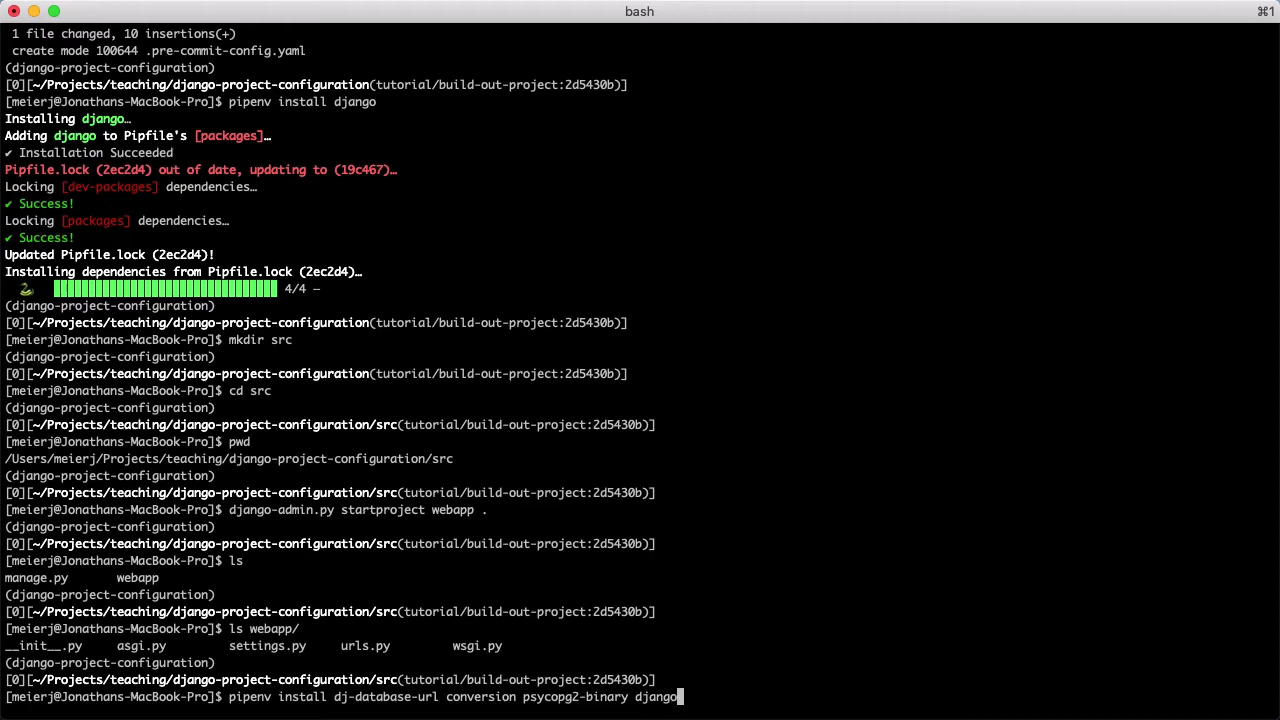 bash
⌘1
1 file changed, 10 insertions(+)
create mode 100644 .pre-commit-config.yaml
(django-project-configuration)
[0][~/Projects/teaching/django-project-configuration(tutorial/build-out-project:2d5430b)]
[meierj@Jonathans-MacBook-Pro]$ pipenv install django
Installing django…
Adding django to Pipfile's [packages]…
✔ Installation Succeeded
Pipfile.lock (2ec2d4) out of date, updating to (19c467)…
Locking [dev-packages] dependencies…
✔ Success!
Locking [packages] dependencies…
✔ Success!
Updated Pipfile.lock (2ec2d4)!
Installing dependencies from Pipfile.lock (2ec2d4)…
🐍 ▉▉▉▉▉▉▉▉▉▉▉▉▉▉▉▉▉▉▉▉▉▉▉▉▉▉▉▉▉▉▉▉ 4/4 —
(django-project-configuration)
[0][~/Projects/teaching/django-project-configuration(tutorial/build-out-project:2d5430b)]
[meierj@Jonathans-MacBook-Pro]$ mkdir src
(django-project-configuration)
[0][~/Projects/teaching/django-project-configuration(tutorial/build-out-project:2d5430b)]
[meierj@Jonathans-MacBook-Pro]$ cd src
(django-project-configuration)
[0][~/Projects/teaching/django-project-configuration/src(tutorial/build-out-project:2d5430b)]
[meierj@Jonathans-MacBook-Pro]$ pwd
/Users/meierj/Projects/teaching/django-project-configuration/src
(django-project-configuration)
[0][~/Projects/teaching/django-project-configuration/src(tutorial/build-out-project:2d5430b)]
[meierj@Jonathans-MacBook-Pro]$ django-admin.py startproject webapp .
(django-project-configuration)
[0][~/Projects/teaching/django-project-configuration/src(tutorial/build-out-project:2d5430b)]
[meierj@Jonathans-MacBook-Pro]$ ls
manage.py webapp
(django-project-configuration)
[0][~/Projects/teaching/django-project-configuration/src(tutorial/build-out-project:2d5430b)]
[meierj@Jonathans-MacBook-Pro]$ ls webapp/
__init__.py asgi.py settings.py urls.py wsgi.py
(django-project-configuration)
[0][~/Projects/teaching/django-project-configuration/src(tutorial/build-out-project:2d5430b)]
[meierj@Jonathans-MacBook-Pro]$ pipenv install dj-database-url conversion psycopg2-binary django